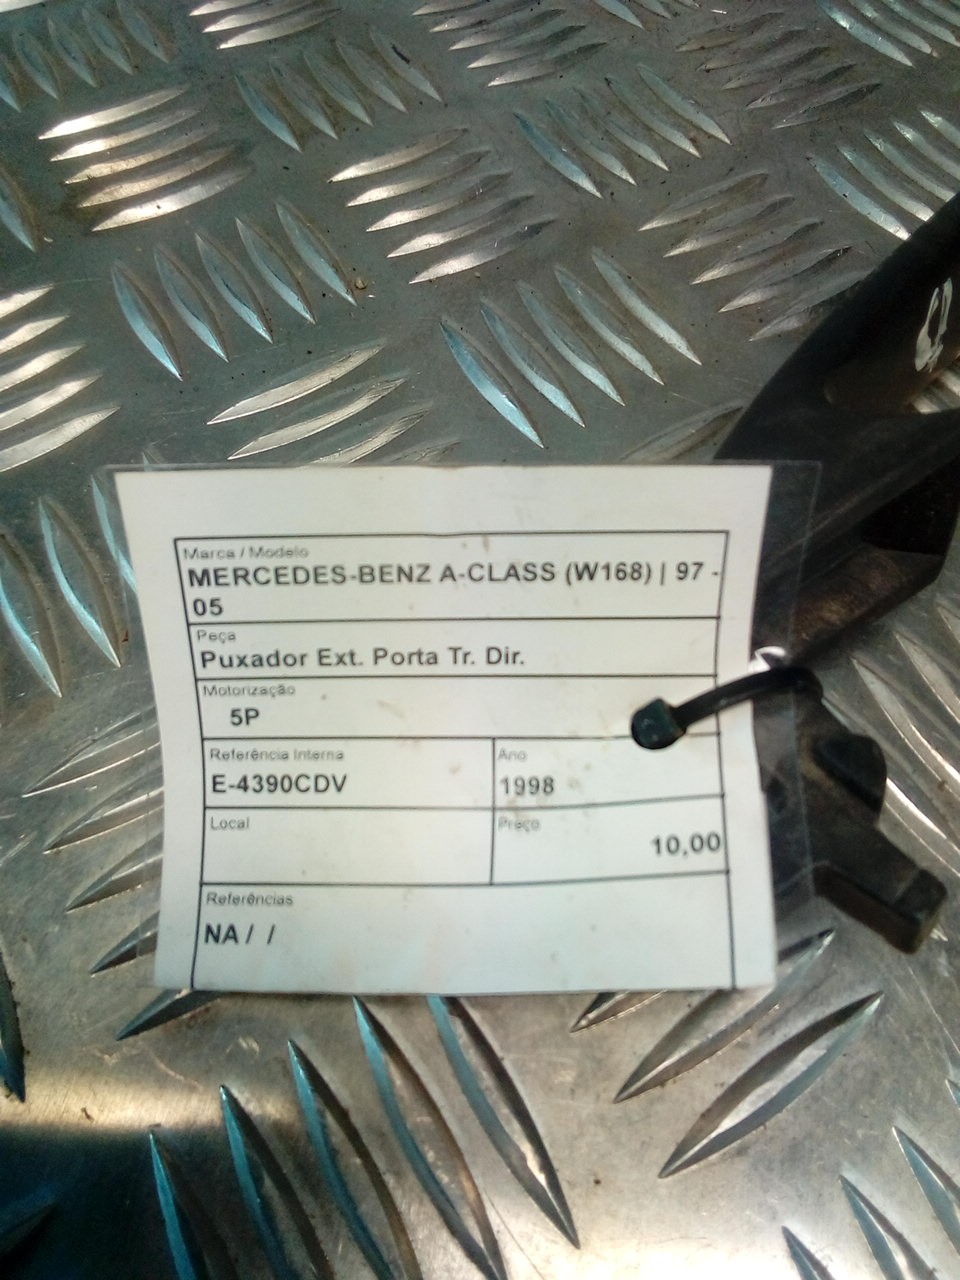 Marca / Modelo
MERCEDES-BENZ A-CLASS (W168) | 97 -
05
Peça
Puxador Ext. Porta Tr. Dir.
Motorização
5P
Referência Interna
E-4390CDV
Ano
1998
Local
Preço
10,00
Referências
NA / /